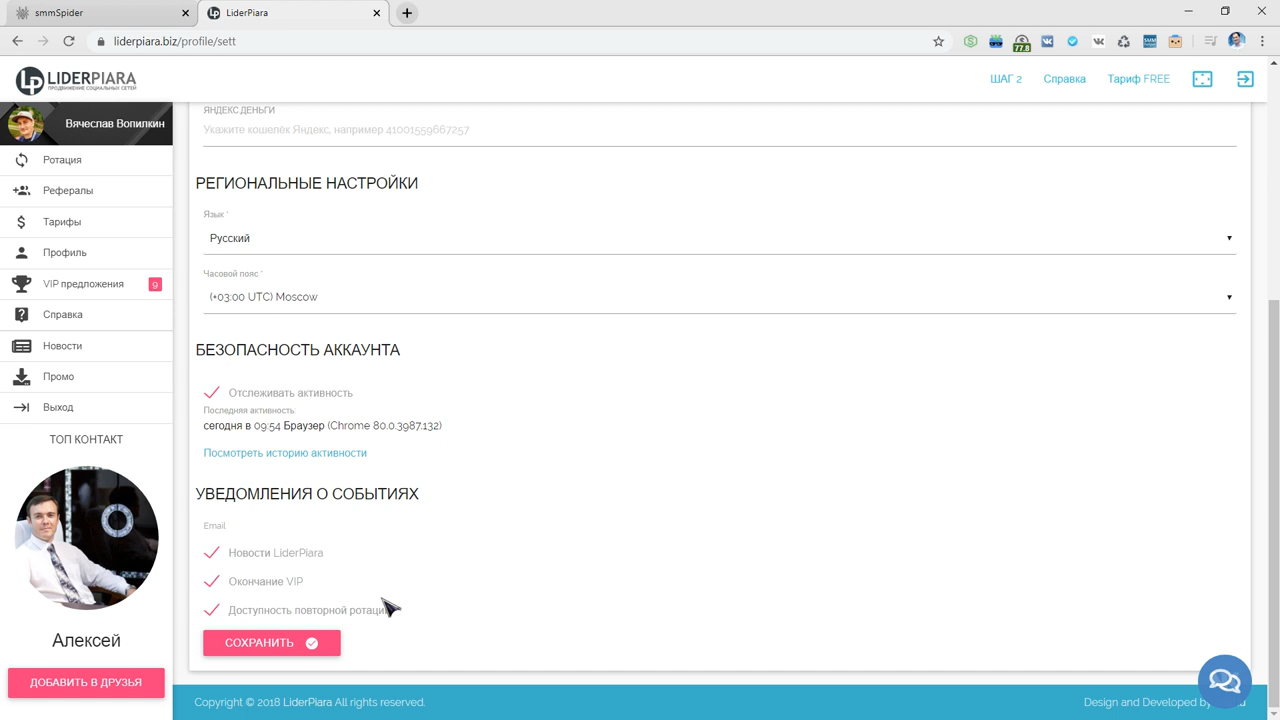 smmSpider
LiderPiara
liderpiara.biz/profile/sett
77.8
LP LIDERPIARA
ПРОДВИЖЕНИЕ СОЦИАЛЬНЫХ СЕТЕЙ
ШАГ 2
Справка
Тариф FREE
Вячеслав Вопилкин
Ротация
Рефералы
Тарифы
Профиль
VIP предложения
9
Справка
Новости
Промо
Выход
ТОП КОНТАКТ
Алексей
ДОБАВИТЬ В ДРУЗЬЯ
ЯНДЕКС ДЕНЬГИ
Укажите кошелёк Яндекс, например 41001559667257
РЕГИОНАЛЬНЫЕ НАСТРОЙКИ
Язык *
Русский
Часовой пояс *
(+03:00 UTC) Moscow
БЕЗОПАСНОСТЬ АККАУНТА
Отслеживать активность
Последняя активность:
сегодня в 09:54 Браузер (Chrome 80.0.3987.132)
Посмотреть историю активности
УВЕДОМЛЕНИЯ О СОБЫТИЯХ
Email
Новости LiderPiara
Окончание VIP
Доступность повторной ротации
СОХРАНИТЬ
Copyright © 2018 LiderPiara All rights reserved.
Design and Developed by